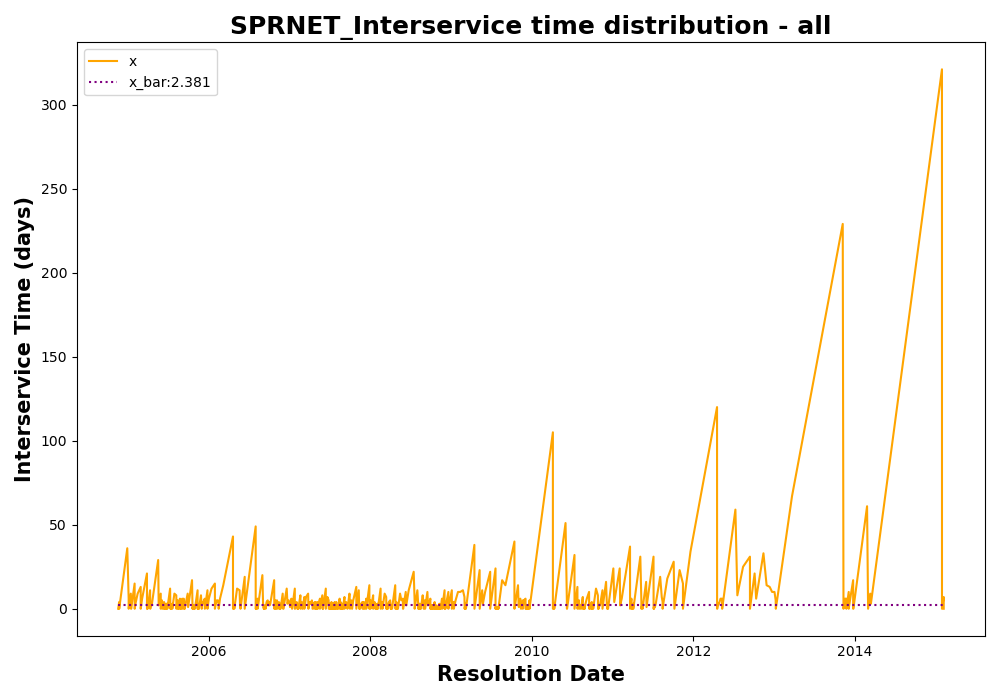 SPRNET_Interservice time distribution - all
x
x_bar:2.381
Interservice Time (days)
300
250
200
150
100
50
0
2006 2008 2010 2012 2014
Resolution Date